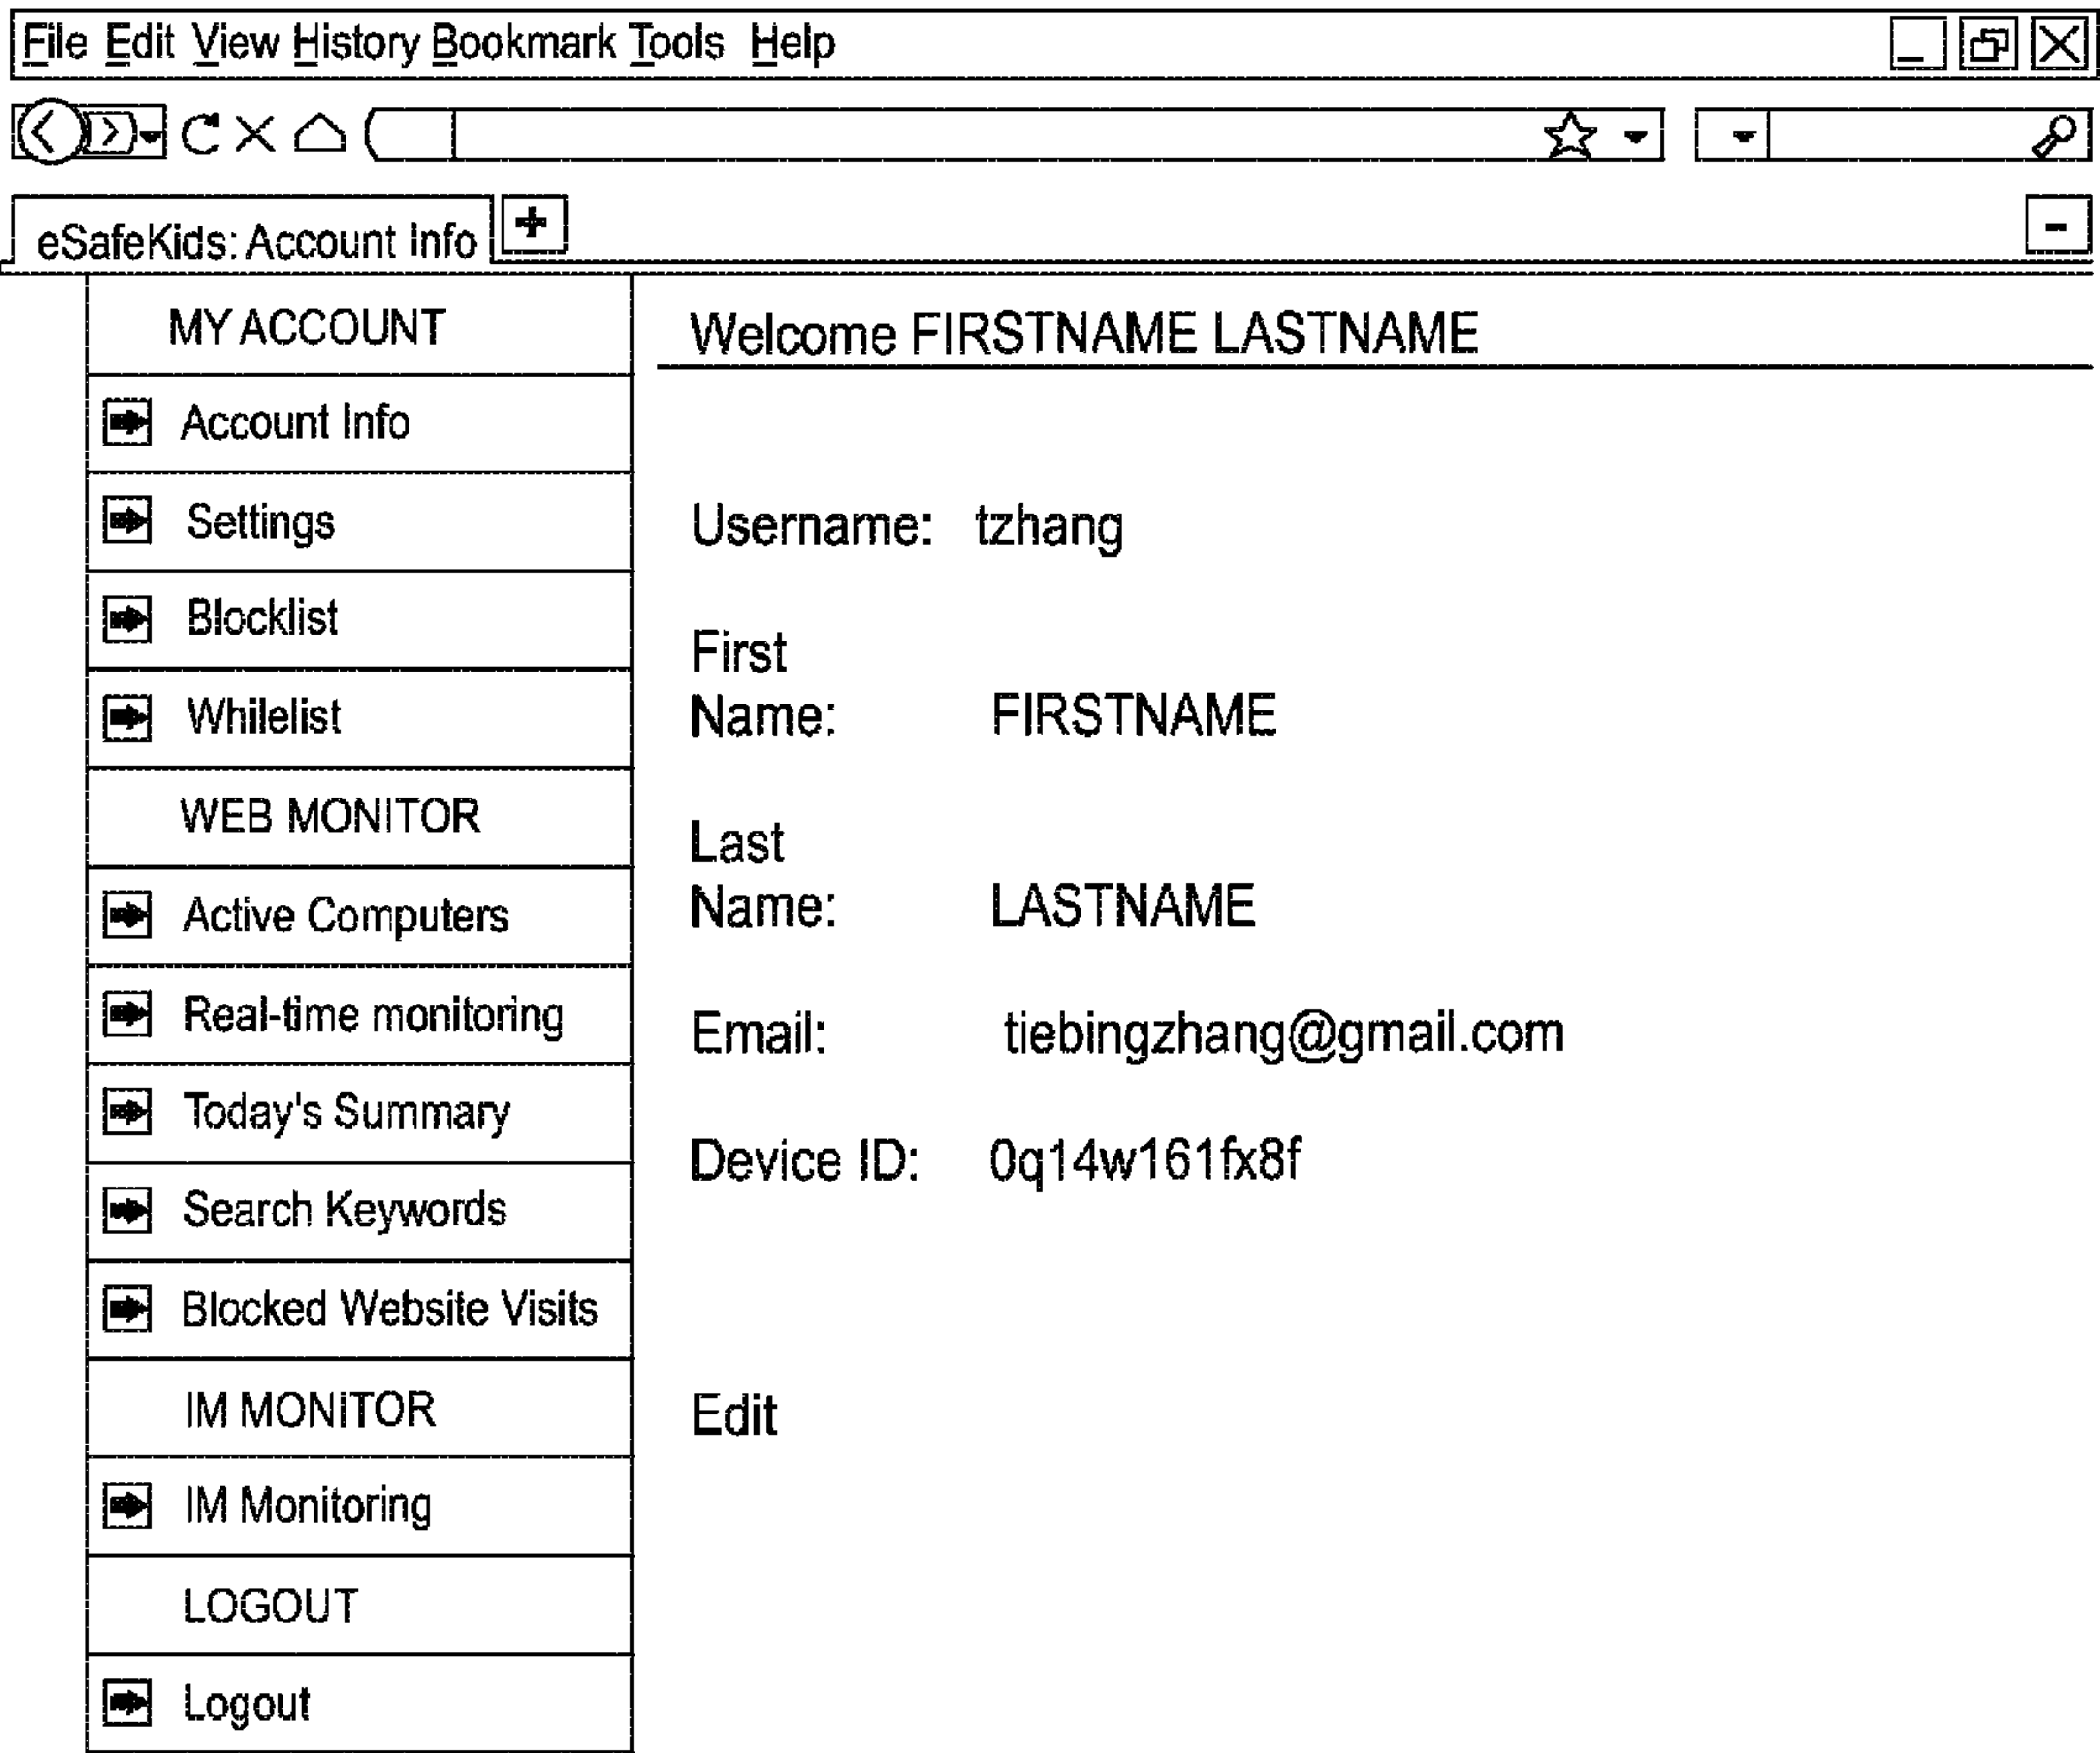 File Edit View History Bookmark Tools Help
eSafeKids: Account Info
MY ACCOUNT
Account Info
Settings
Blocklist
Whilelist
WEB MONITOR
Active Computers
Real-time monitoring
Today's Summary
Search Keywords
Blocked Website Visits
IM MONITOR
IM Monitoring
LOGOUT
Logout
Welcome FIRSTNAME LASTNAME
Username: tzhang
First
Name: FIRSTNAME
Last
Name: LASTNAME
Email: tiebingzhang@gmail.com
Device ID: 0q14w161fx8f
Edit